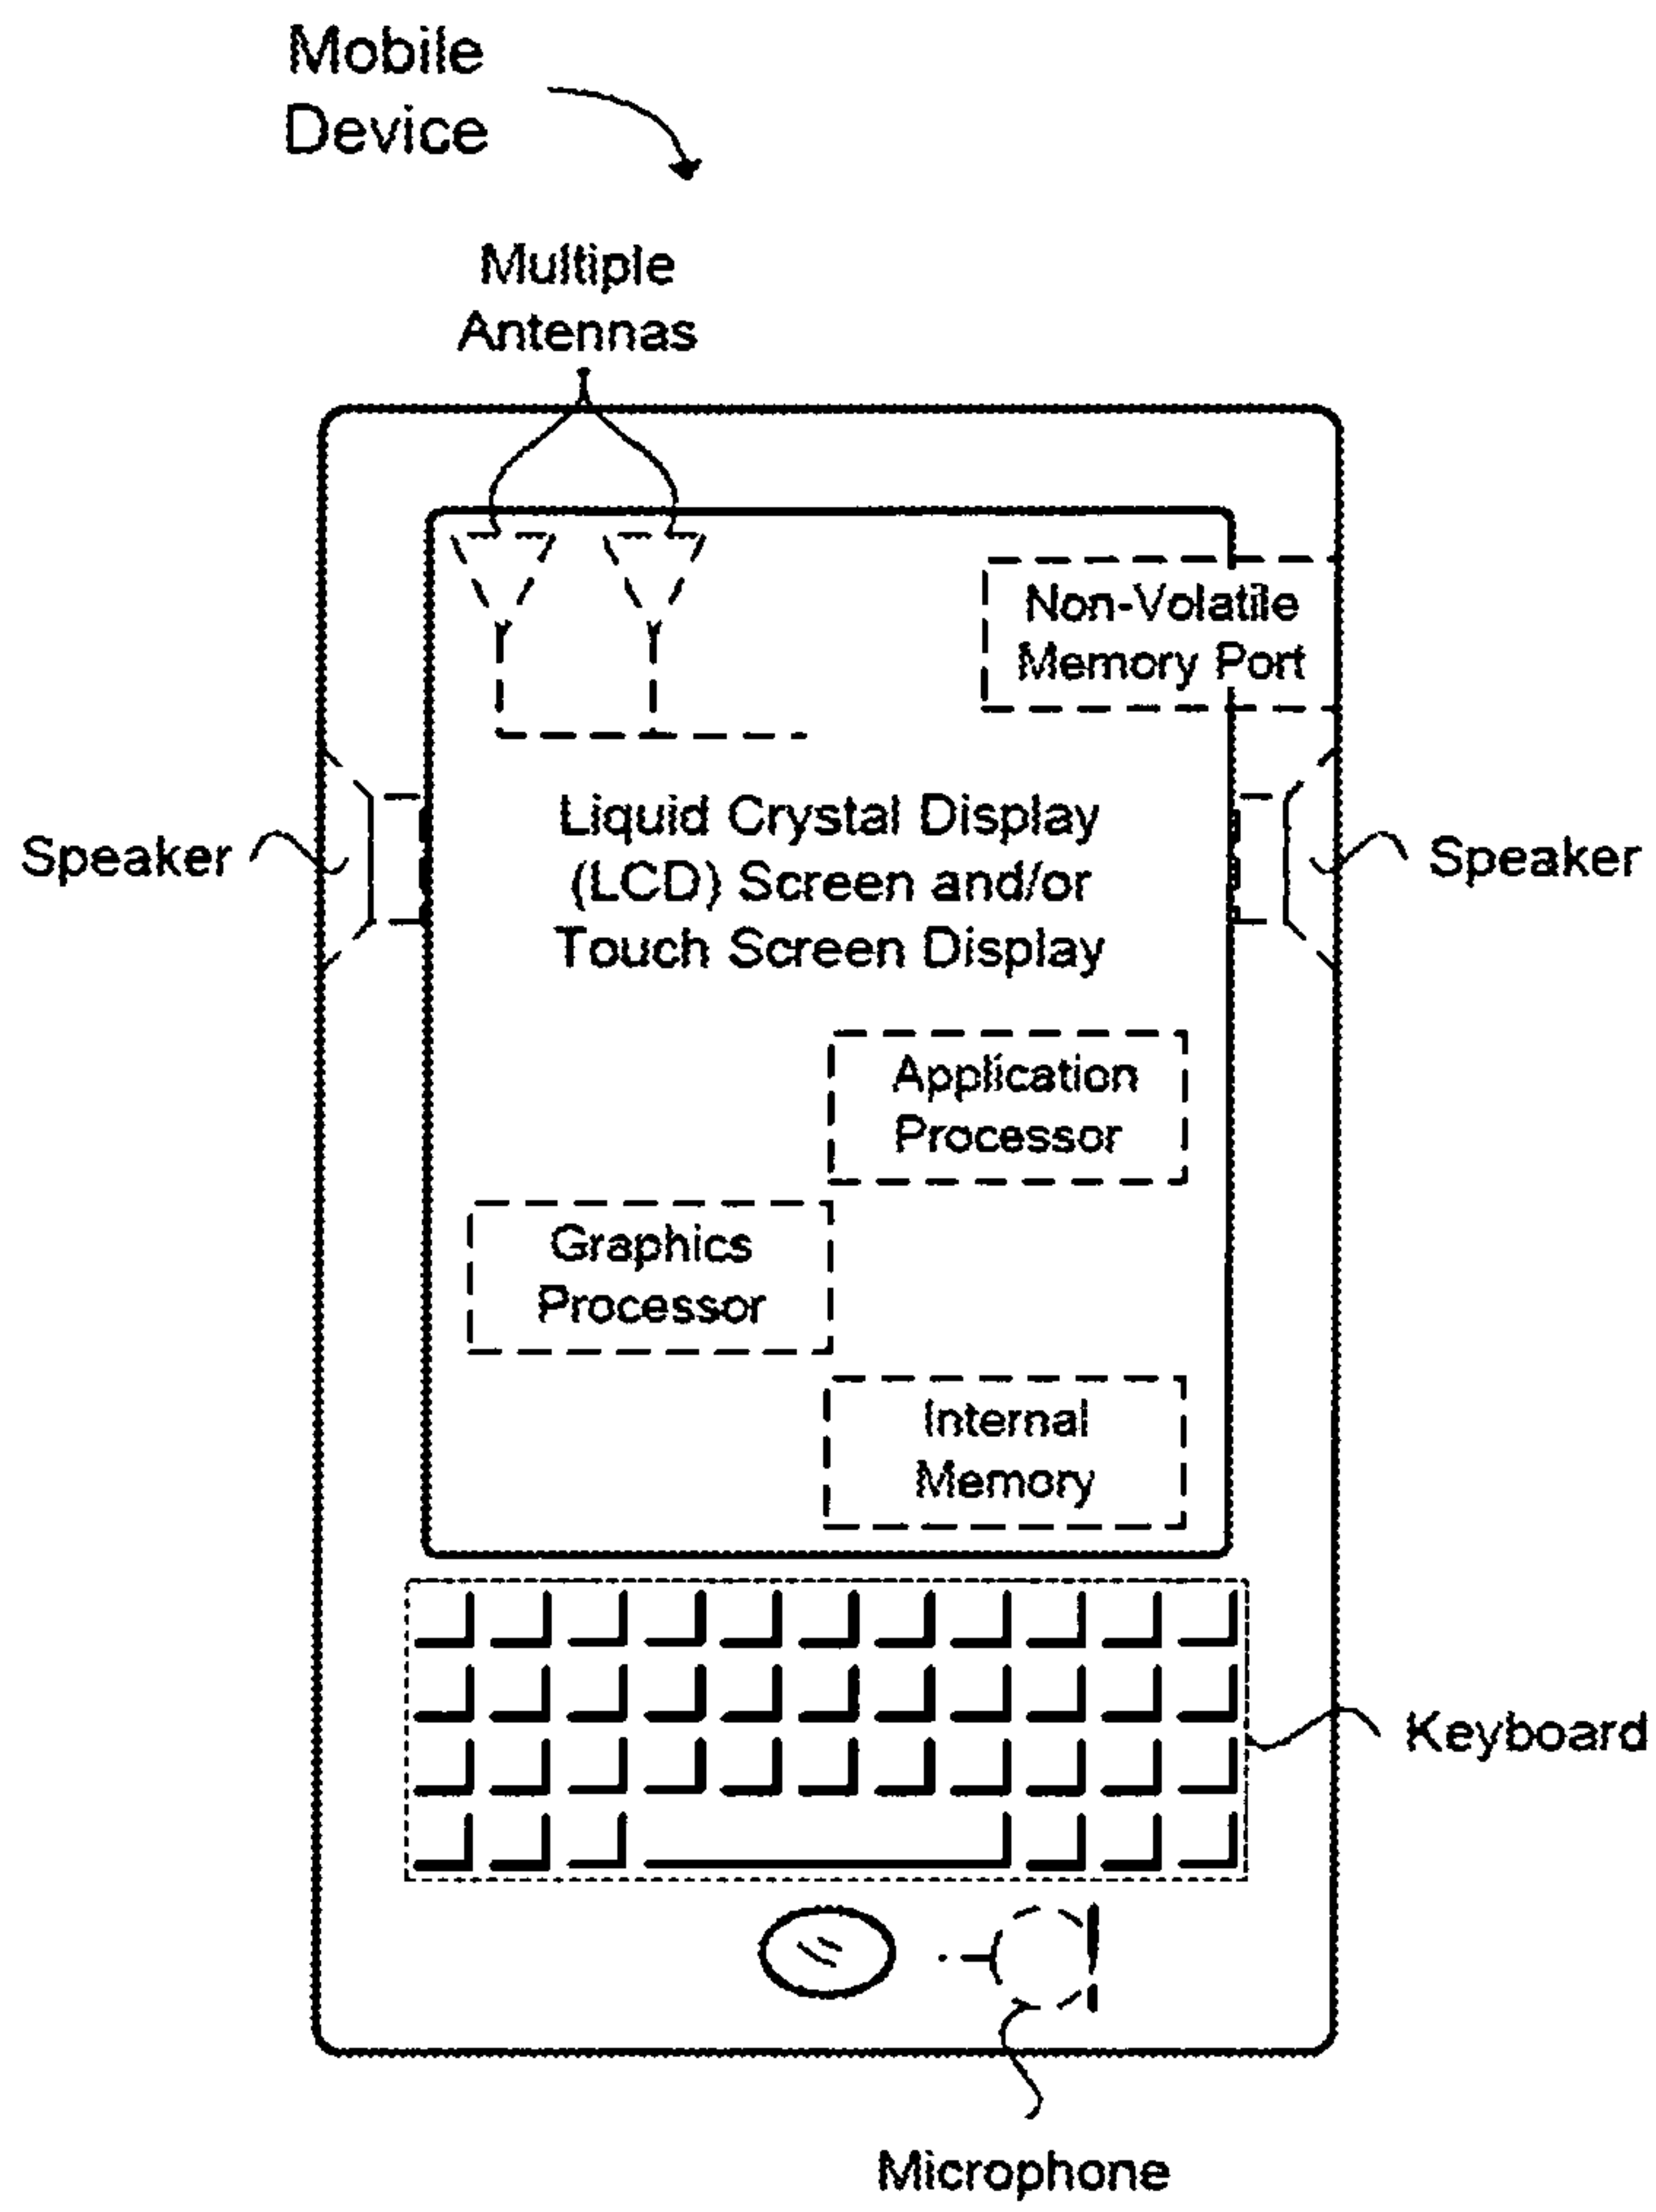 Mobile
Device
Multiple
Antennas
Non-Volatile
Memory Port
Speaker
Liquid Crystal Display
(LCD) Screen and/or
Touch Screen Display
Speaker
Application
Processor
Graphics
Processor
Internal
Memory
Keyboard
Microphone